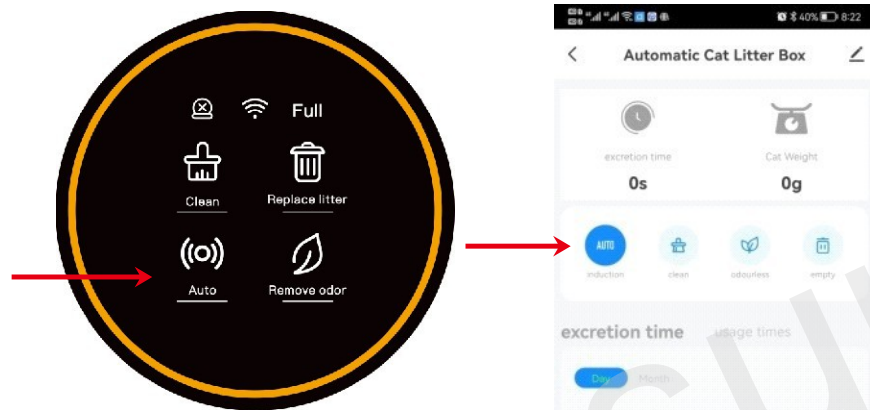 Full
Clean
Replace litter
Auto
Remove odor
40% 8:22
Automatic Cat Litter Box
excretion time
Cat Weight
0s
0g
AUTO
induction
clean
odourless
empty
excretion time
usage times
Day
Month